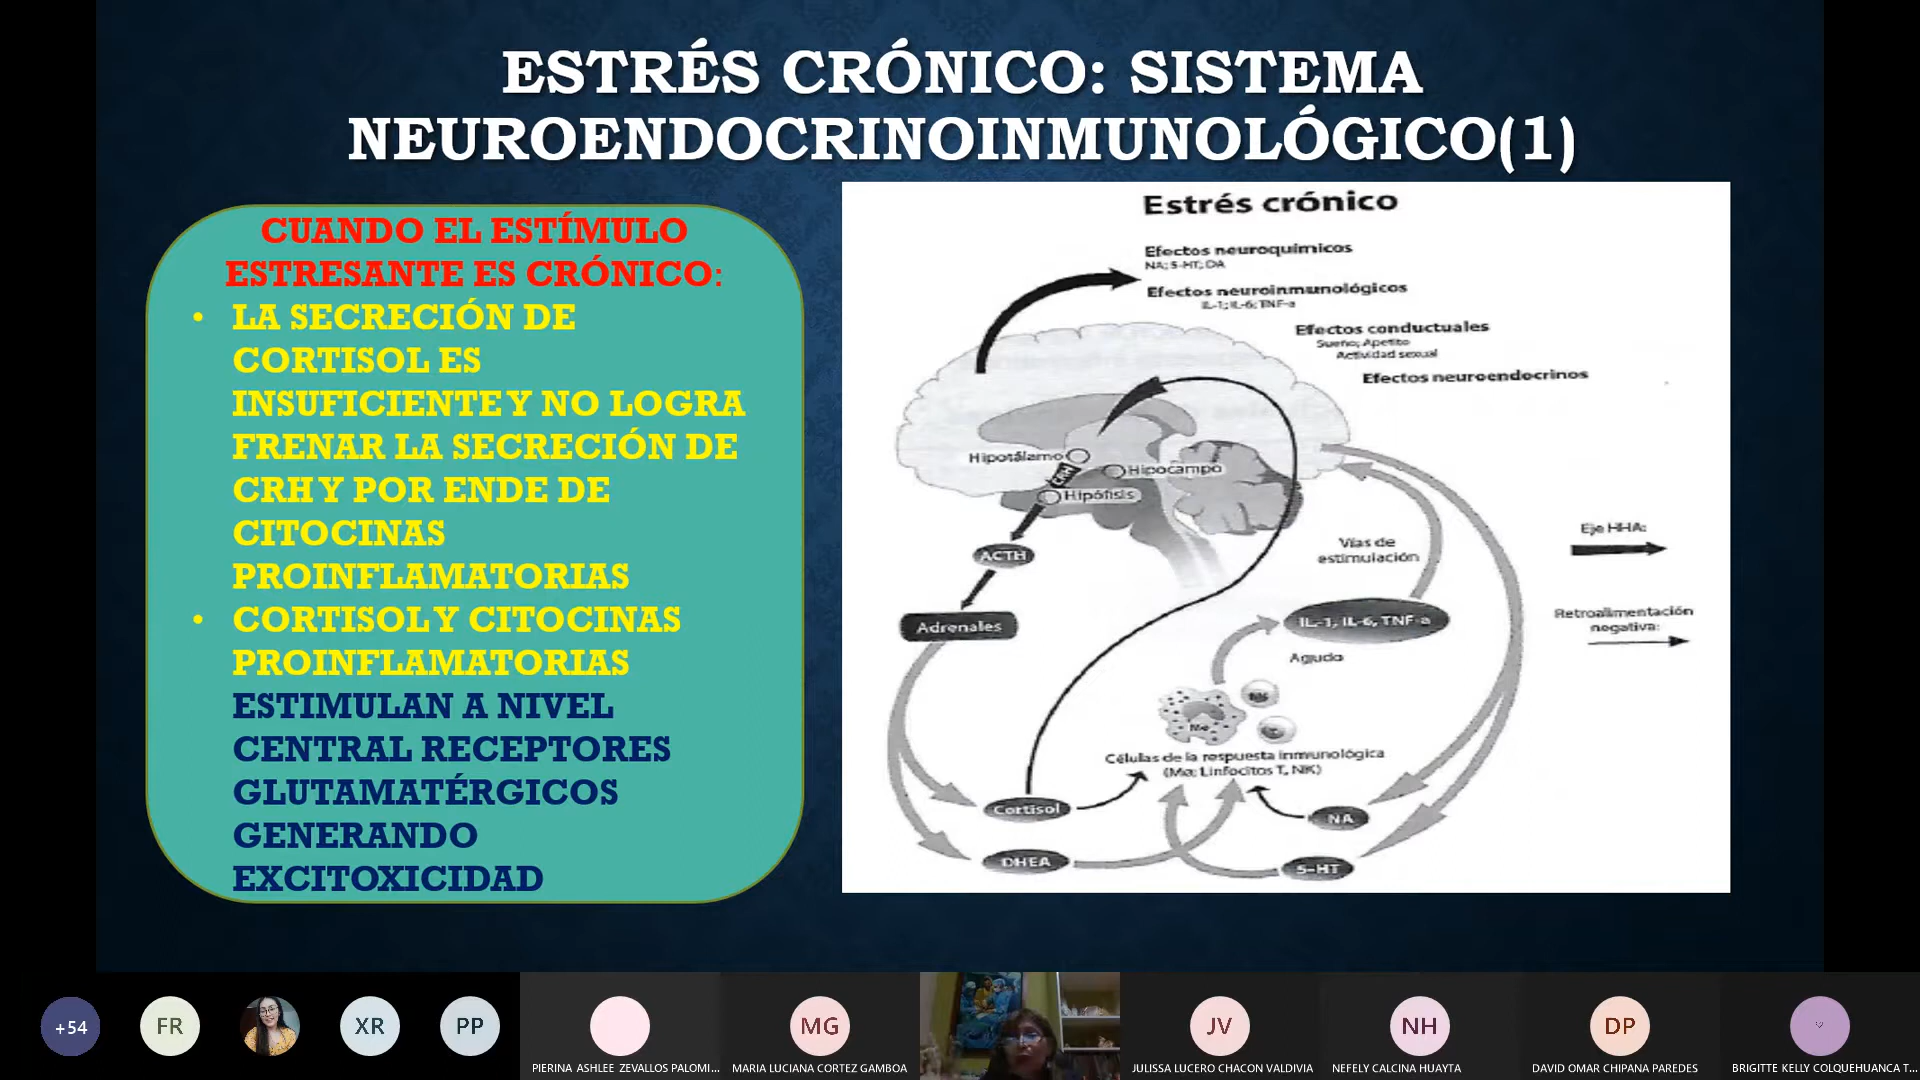 ESTRÉS CRÓNICO: SISTEMA
NEUROENDOCRINOINMUNOLÓGICO(1)
CUANDO EL ESTÍMULO
ESTRESANTE ES CRÓNICO:
• LA SECRECIÓN DE
CORTISOL ES
INSUFICIENTE Y NO LOGRA
FRENAR LA SECRECIÓN DE
CRH Y POR ENDE DE
CITOCINAS
PROINFLAMATORIAS
• CORTISOL Y CITOCINAS
PROINFLAMATORIAS
ESTIMULAN A NIVEL
CENTRAL RECEPTORES
GLUTAMATÉRGICOS
GENERANDO
EXCITOXICIDAD
Estrés crónico
Efectos neuroquímicos
NA; 5-HT; DA
Efectos neuroinmunológicos
IL-1; IL-6; TNF-a
Efectos conductuales
Sueño; Apetito
Actividad sexual
Efectos neuroendocrinos
Hipotálamo
CRH
Hipocampo
Hipófisis
ACTH
Adrenales
Vías de
estimulación
Eje HHA:
Retroalimentación
negativa:
IL-1, IL-6, TNF-a
Agudo
Mø
Células de la respuesta inmunológica
(Mø; Linfocitos T, NK)
Cortisol
NA
DHEA
5-HT
+54
FR
XR
PP
MG
JV
NH
DP
PIERINA ASHLEE ZEVALLOS PALOMI...
MARIA LUCIANA CORTEZ GAMBOA
JULISSA LUCERO CHACON VALDIVIA
NEFELY CALCINA HUAYTA
DAVID OMAR CHIPANA PAREDES
BRIGITTE KELLY COLQUEHUANCA T...